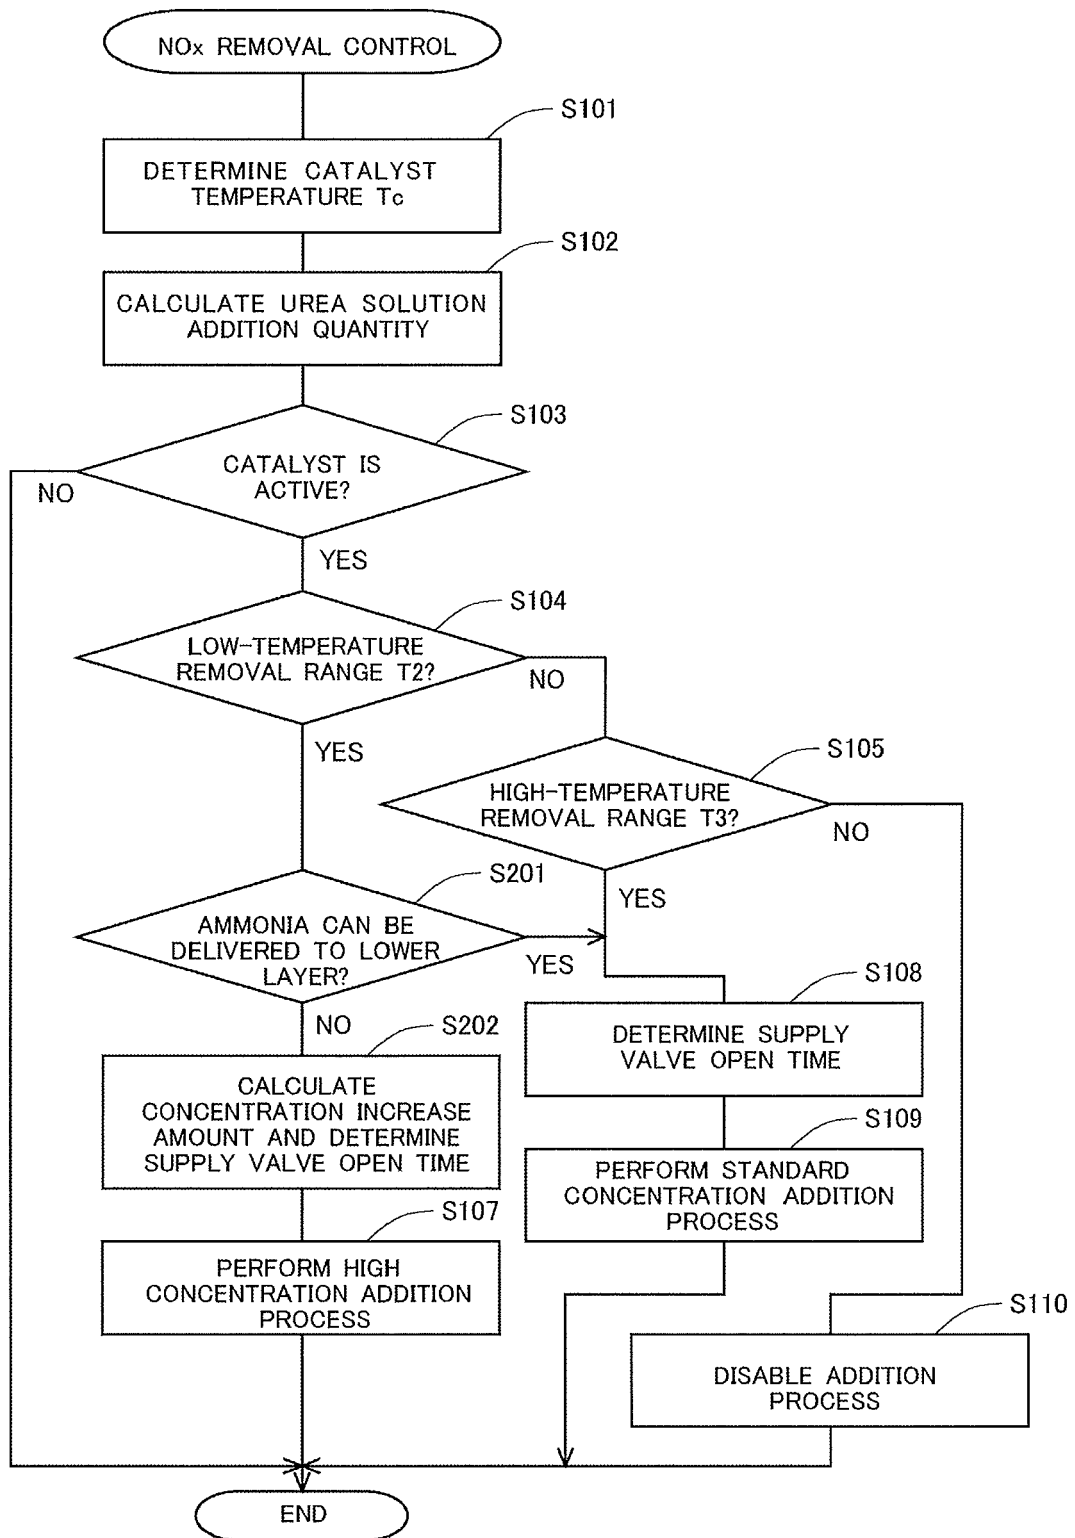 NOx REMOVAL CONTROL
S101
DETERMINE CATALYST
TEMPERATURE Tc
S102
CALCULATE UREA SOLUTION
ADDITION QUANTITY
S103
CATALYST IS
ACTIVE?
NO
YES
S104
LOW-TEMPERATURE
REMOVAL RANGE T2?
NO
YES
S105
HIGH-TEMPERATURE
REMOVAL RANGE T3?
NO
YES
S201
AMMONIA CAN BE
DELIVERED TO LOWER
LAYER?
YES
NO
S108
DETERMINE SUPPLY
VALVE OPEN TIME
S202
CALCULATE
CONCENTRATION INCREASE
AMOUNT AND DETERMINE
SUPPLY VALVE OPEN TIME
S109
PERFORM STANDARD
CONCENTRATION ADDITION
PROCESS
S107
PERFORM HIGH
CONCENTRATION ADDITION
PROCESS
S110
DISABLE ADDITION
PROCESS
END